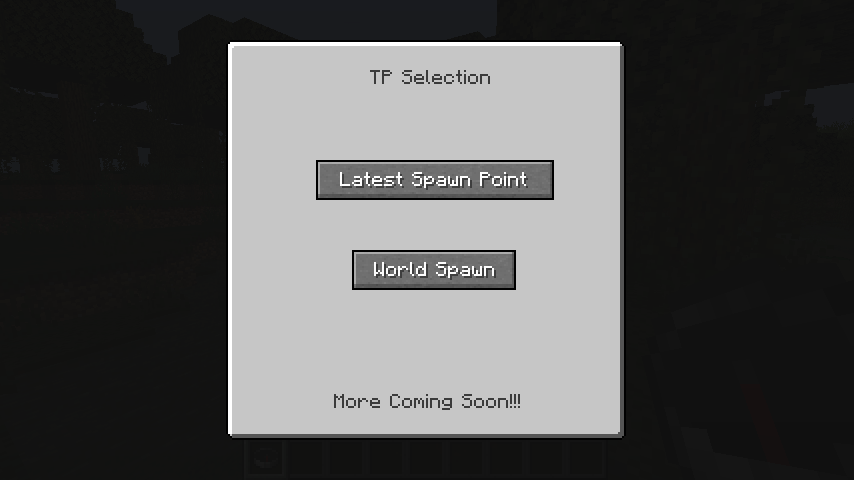 TP Selection
Latest Spawn Point
World Spawn
More Coming Soon!!!